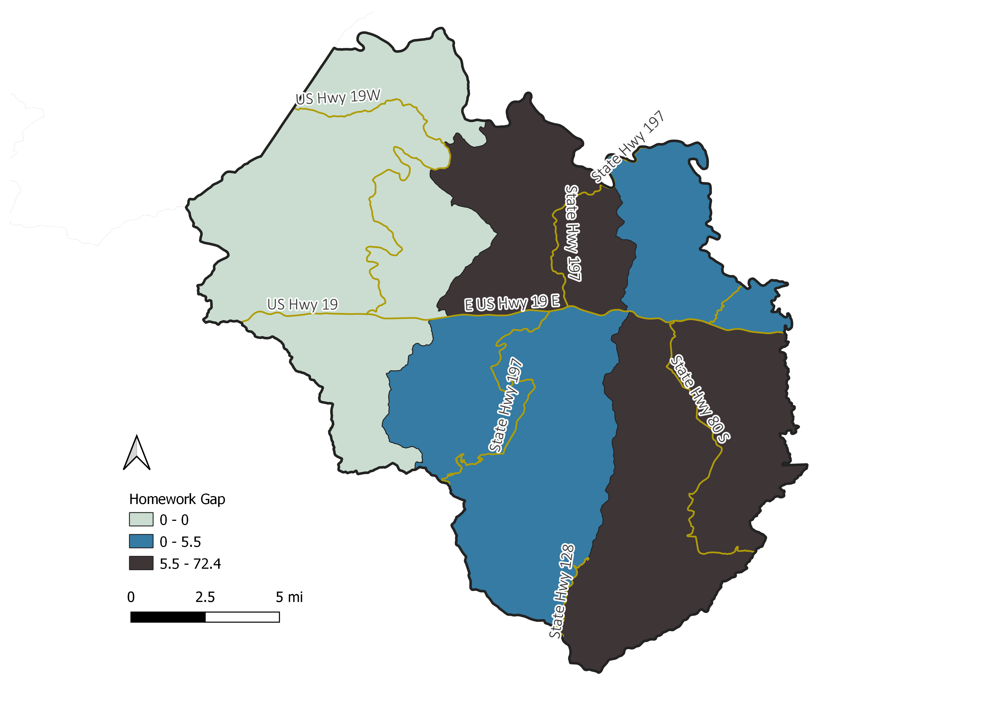 US Hwy 19W
State Hwy 197
State Hwy 197
US Hwy 19
E US Hwy 19 E
State Hwy 197
State Hwy 80 S
State Hwy 128
Homework Gap
0 - 0
0 - 5.5
5.5 - 72.4
0 2.5 5 mi